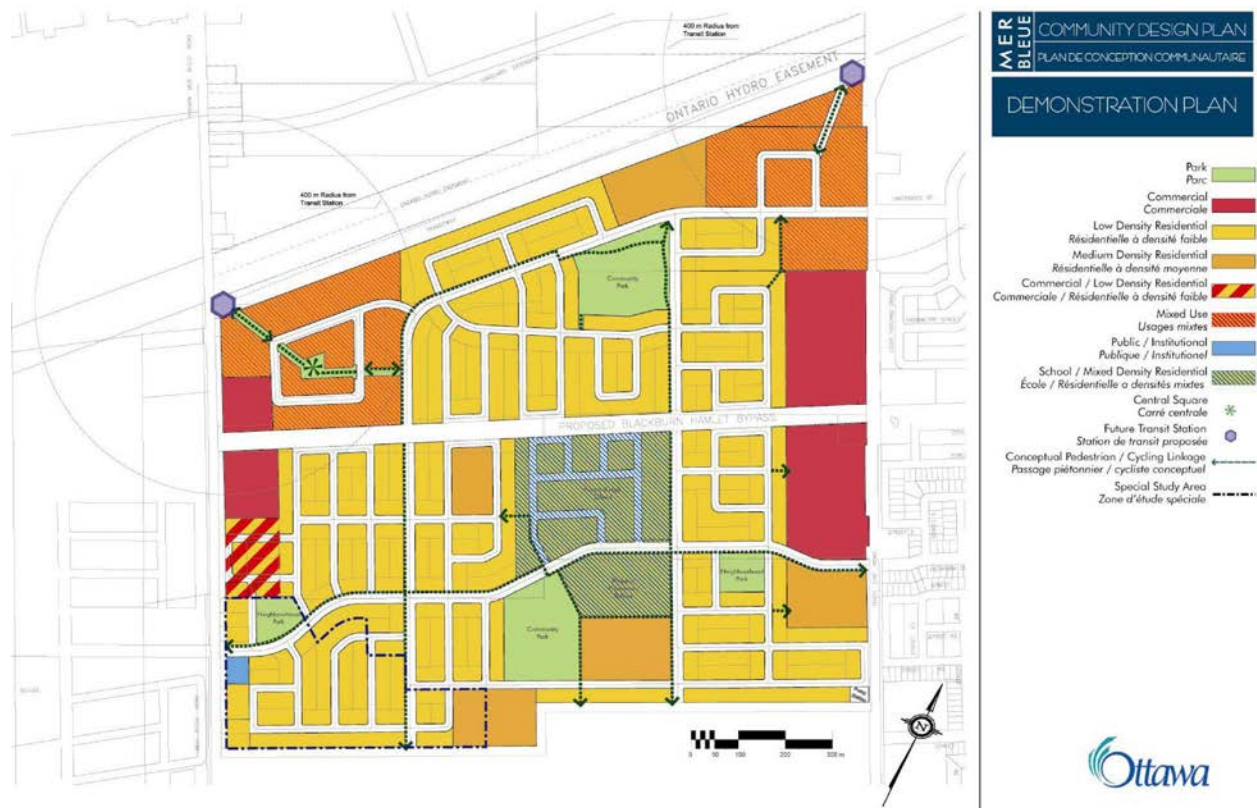 400 m Radius from
Transit Station
ONTARIO HYDRO EASEMENT
400 m Radius from
Transit Station
Community
Park
PROPOSED BLACKBURN HAMLET BYPASS
Neighbourhood
Park
Neighbourhood
Park
Community
Park
N
0 50 100 200 300 m
MER
BLEUE
COMMUNITY DESIGN PLAN
PLAN DE CONCEPTION COMMUNAUTAIRE
DEMONSTRATION PLAN
Park
Parc
Commercial
Commerciale
Low Density Residential
Résidentielle à densité faible
Medium Density Residential
Résidentielle à densité moyenne
Commercial / Low Density Residential
Commerciale / Résidentielle à densité faible
Mixed Use
Usages mixtes
Public / Institutional
Publique / Institutionel
School / Mixed Density Residential
École / Résidentielle a densités mixtes
Central Square
Carré centrale
Future Transit Station
Station de transit proposée
Conceptual Pedestrian / Cycling Linkage
Passage piétonnier / cycliste conceptuel
Special Study Area
Zone d'étude spéciale
Ottawa